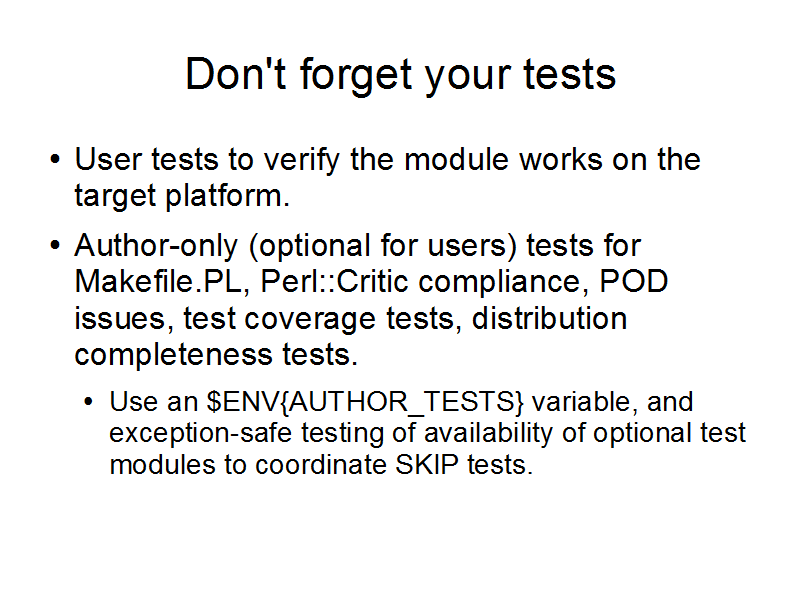 Don't forget your tests
• User tests to verify the module works on the
target platform.
• Author-only (optional for users) tests for
Makefile.PL, Perl::Critic compliance, POD
issues, test coverage tests, distribution
completeness tests.
• Use an $ENV{AUTHOR_TESTS} variable, and
exception-safe testing of availability of optional test
modules to coordinate SKIP tests.